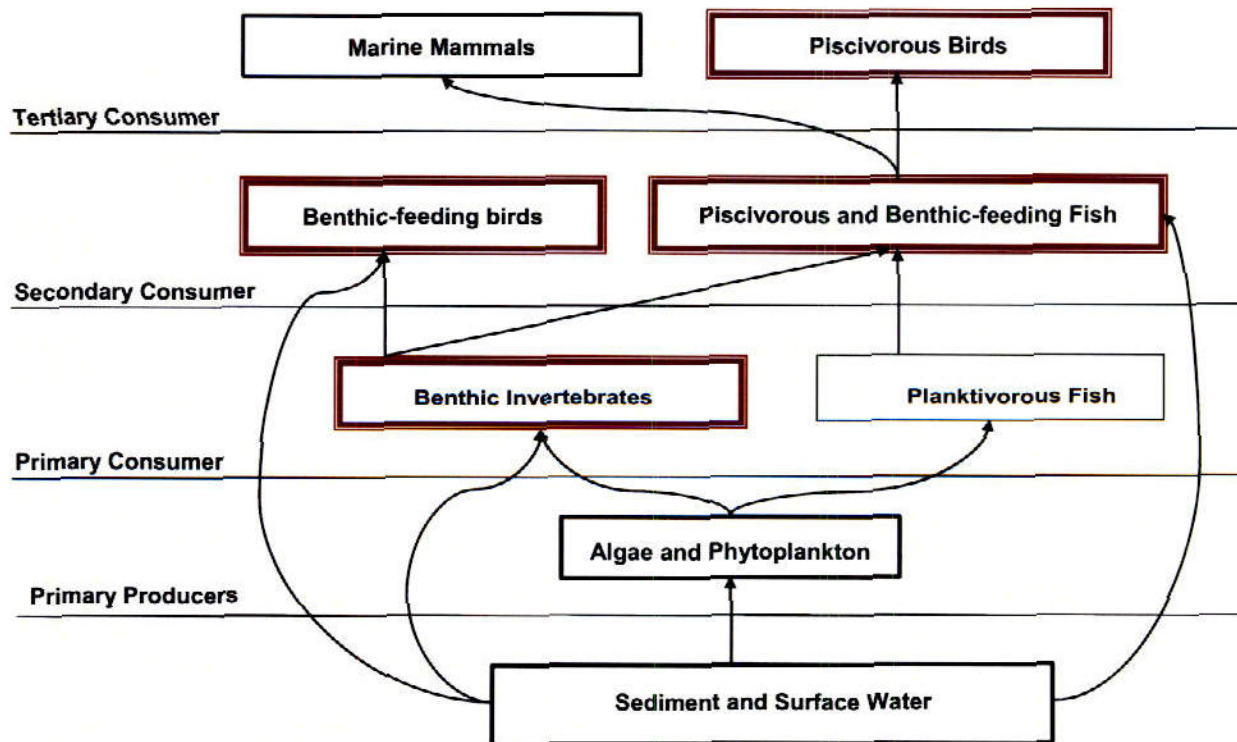 Marine Mammals
Piscivorous Birds
Tertiary Consumer
Benthic-feeding birds
Piscivorous and Benthic-feeding Fish
Secondary Consumer
Benthic Invertebrates
Planktivorous Fish
Primary Consumer
Algae and Phytoplankton
Primary Producers
Sediment and Surface Water